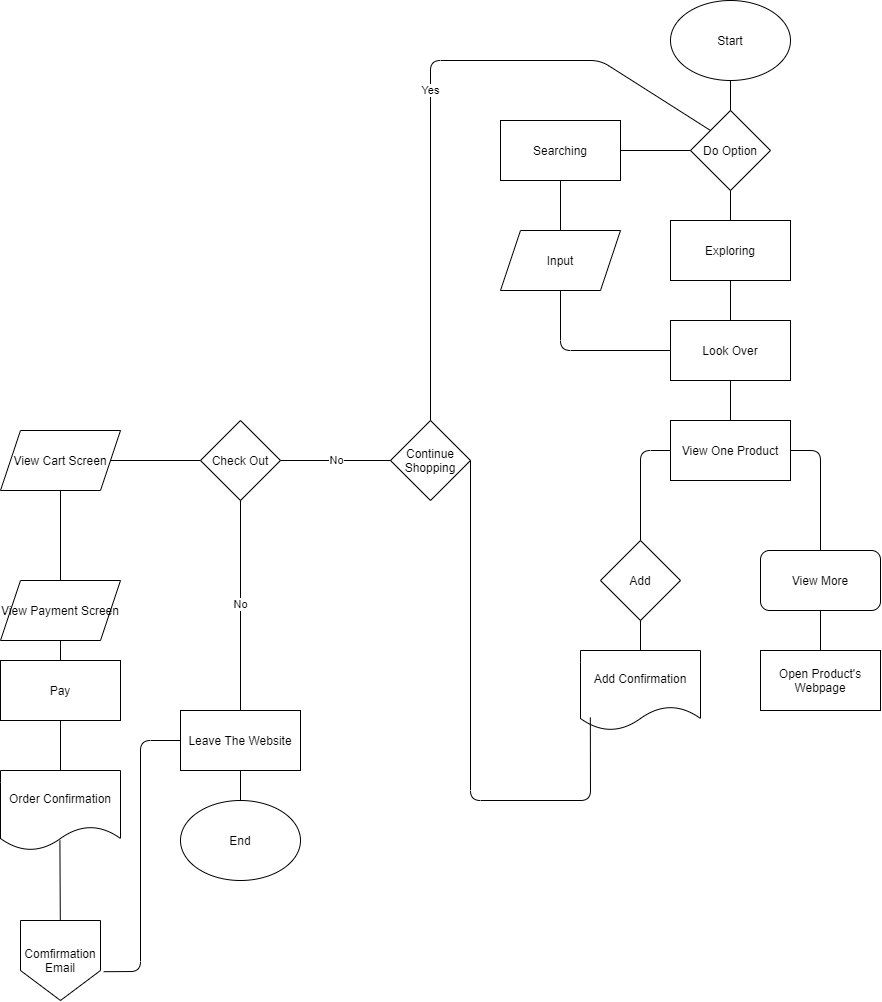 Start
Yes
Searching
Do Option
Input
Exploring
Look Over
View Cart Screen
Check Out
No
Continue
Shopping
View One Product
View Payment Screen
No
Add
View More
Pay
Add Confirmation
Open Product's
Webpage
Leave The Website
Order Confirmation
End
Comfirmation
Email